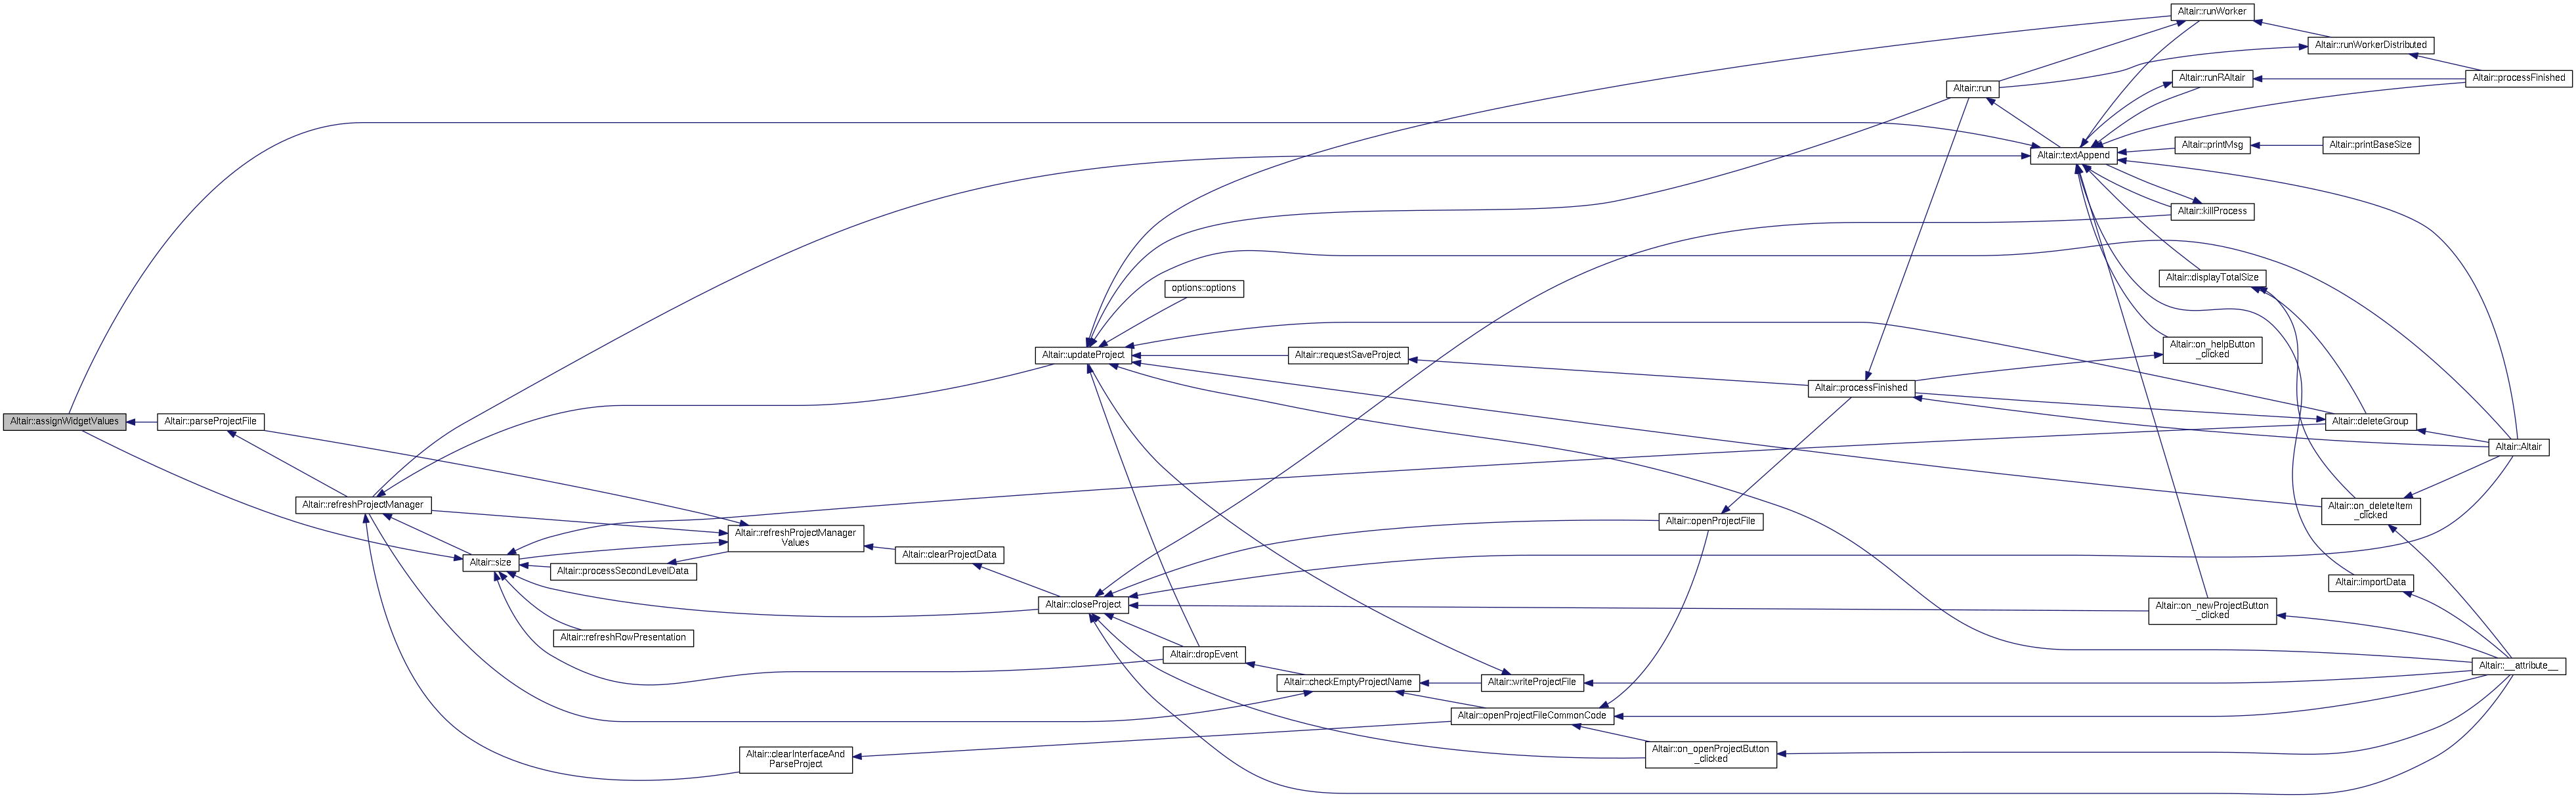 Altair::runWorker
Altair::runWorkerDistributed
Altair::runRAltair
Altair::processFinished
Altair::run
Altair::printMsg
Altair::printBaseSize
Altair::textAppend
Altair::killProcess
Altair::displayTotalSize
options::options
Altair::updateProject
Altair::requestSaveProject
Altair::on_helpButton
_clicked
Altair::processFinished
Altair::assignWidgetValues
Altair::parseProjectFile
Altair::deleteGroup
Altair::Altair
Altair::refreshProjectManager
Altair::on_deleteItem
_clicked
Altair::openProjectFile
Altair::refreshProjectManager
Values
Altair::clearProjectData
Altair::size
Altair::processSecondLevelData
Altair::importData
Altair::closeProject
Altair::on_newProjectButton
_clicked
Altair::refreshRowPresentation
Altair::dropEvent
Altair::__attribute__
Altair::checkEmptyProjectName
Altair::writeProjectFile
Altair::openProjectFileCommonCode
Altair::clearInterfaceAnd
ParseProject
Altair::on_openProjectButton
_clicked